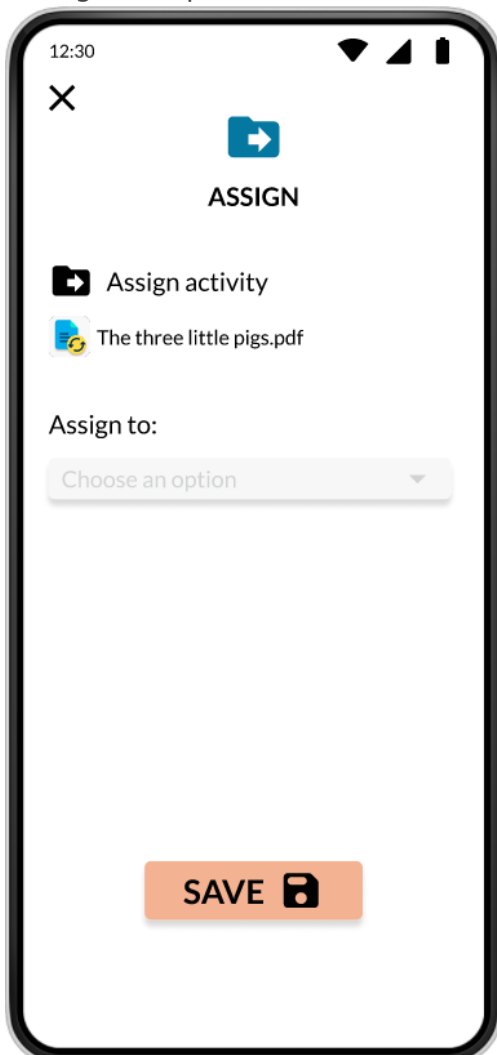 12:30
ASSIGN
Assign activity
The three little pigs.pdf
Assign to:
Choose an option
SAVE